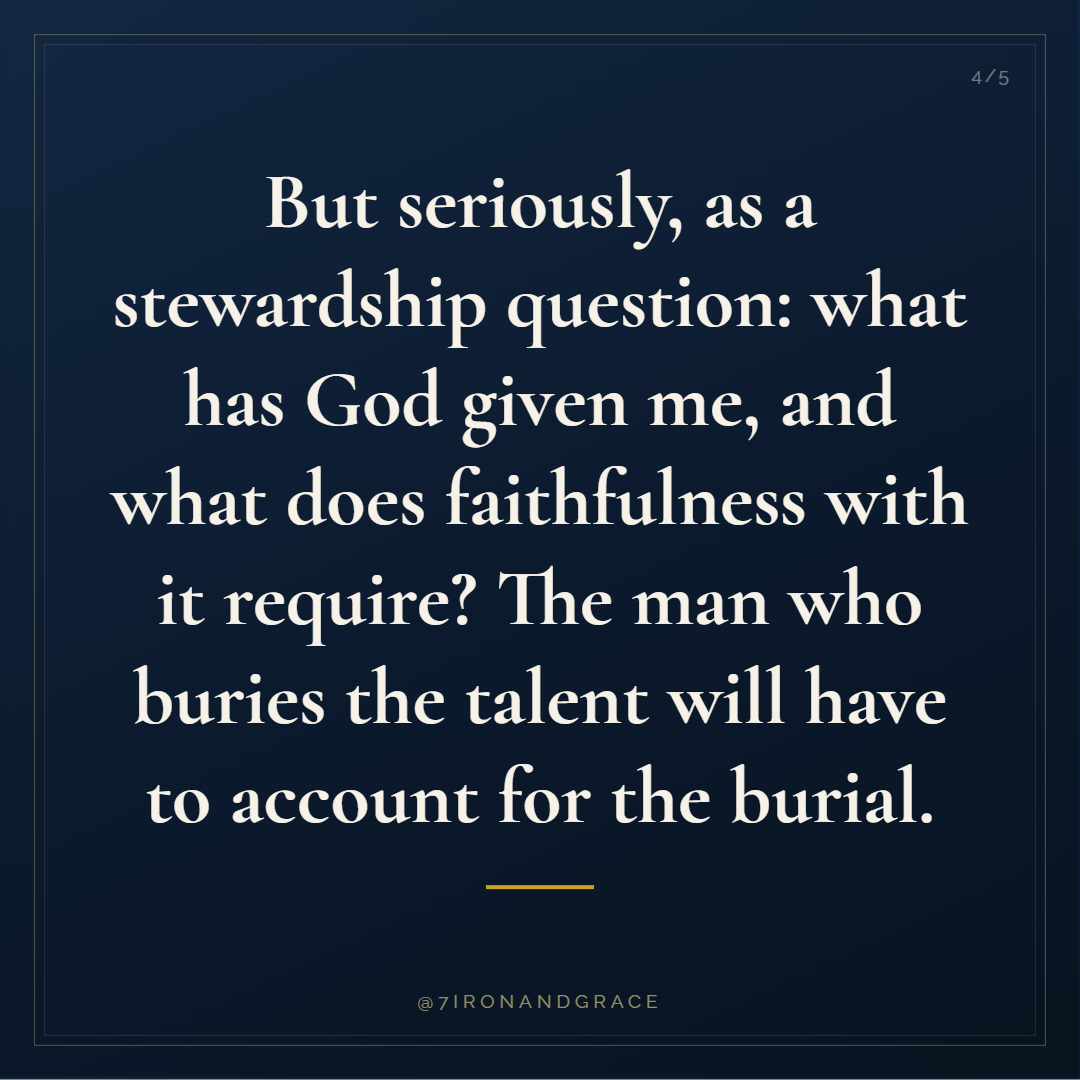 4/5
But seriously, as a
stewardship question: what
has God given me, and
what does faithfulness with
it require? The man who
buries the talent will have
to account for the burial.
@7IRONANDGRACE